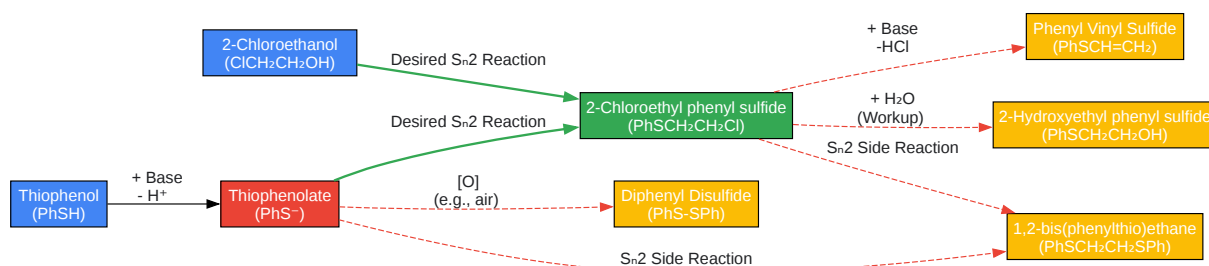 2-Chloroethanol
(ClCH₂CH₂OH)
Desired Sₙ2 Reaction
+ Base
-HCl
Phenyl Vinyl Sulfide
(PhSCH=CH₂)
Desired Sₙ2 Reaction
2-Chloroethyl phenyl sulfide
(PhSCH₂CH₂Cl)
+ H₂O
(Workup)
2-Hydroxyethyl phenyl sulfide
(PhSCH₂CH₂OH)
Sₙ2 Side Reaction
Thiophenol
(PhSH)
+ Base
- H⁺
Thiophenolate
(PhS⁻)
[O]
(e.g., air)
Diphenyl Disulfide
(PhS-SPh)
1,2-bis(phenylthio)ethane
(PhSCH₂CH₂SPh)
Sₙ2 Side Reaction